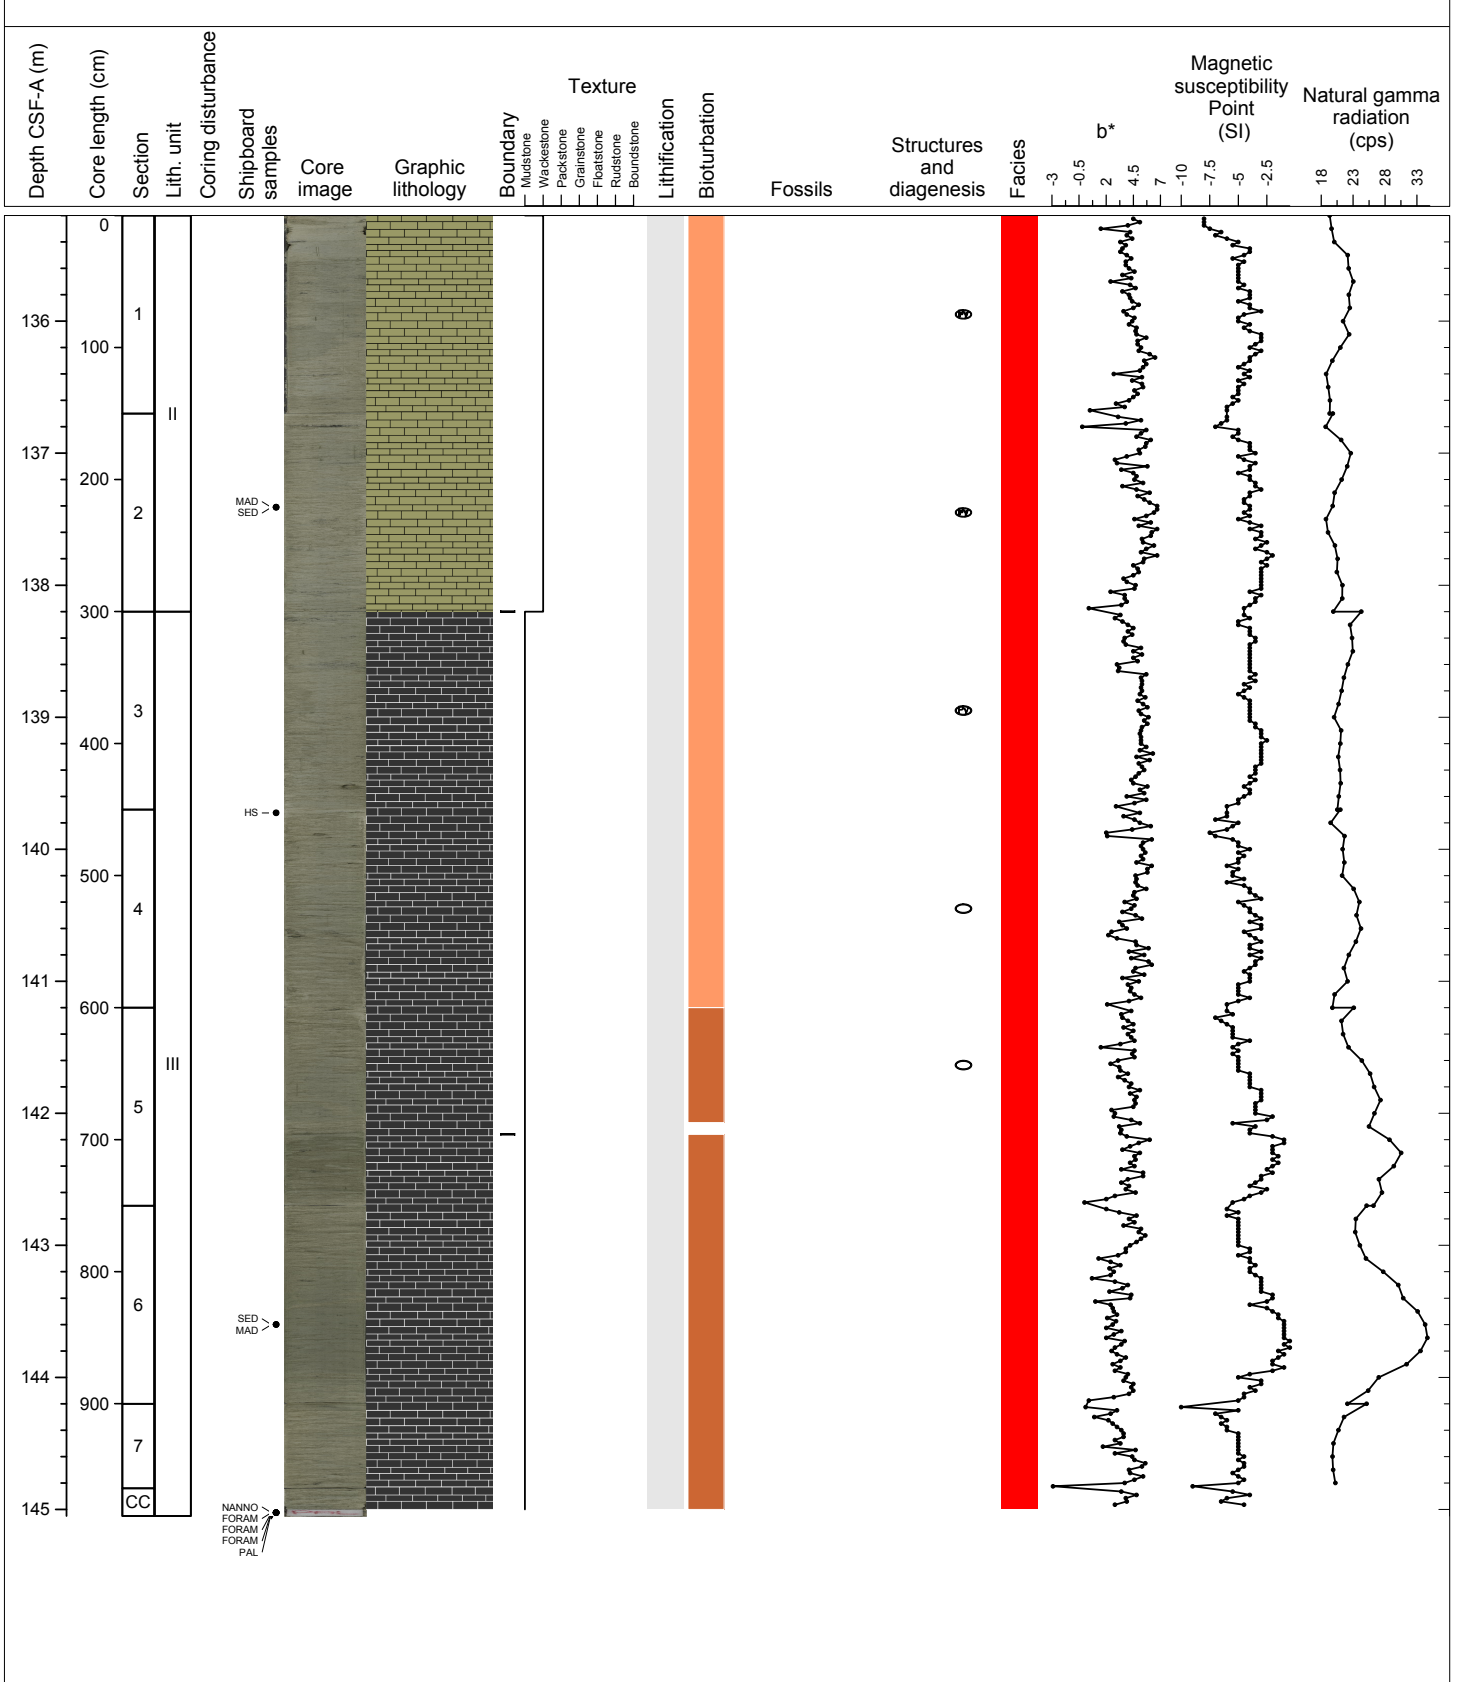 Depth CSF-A (m)
Core length (cm)
Section
Lith. unit
Coring disturbance
Shipboard
samples
Core
image
Graphic
lithology
Boundary
Texture
Mudstone
Wackestone
Packstone
Grainstone
Floatstone
Rudstone
Boundstone
Lithification
Bioturbation
Fossils
Structures
and
diagenesis
Facies
b*
-3 -0.5 2 4.5 7
Magnetic
susceptibility
Point
(SI)
-10 -7.5 -5 -2.5
Natural gamma
radiation
(cps)
18 23 28 33
0
136
1
100
II
137
200
MAD
SED
2
138
300
139
3
400
HS
140
500
4
141
600
III
142
5
700
143
800
6
SED
MAD
144
900
7
CC
145
NANNO
FORAM
FORAM
FORAM
PAL